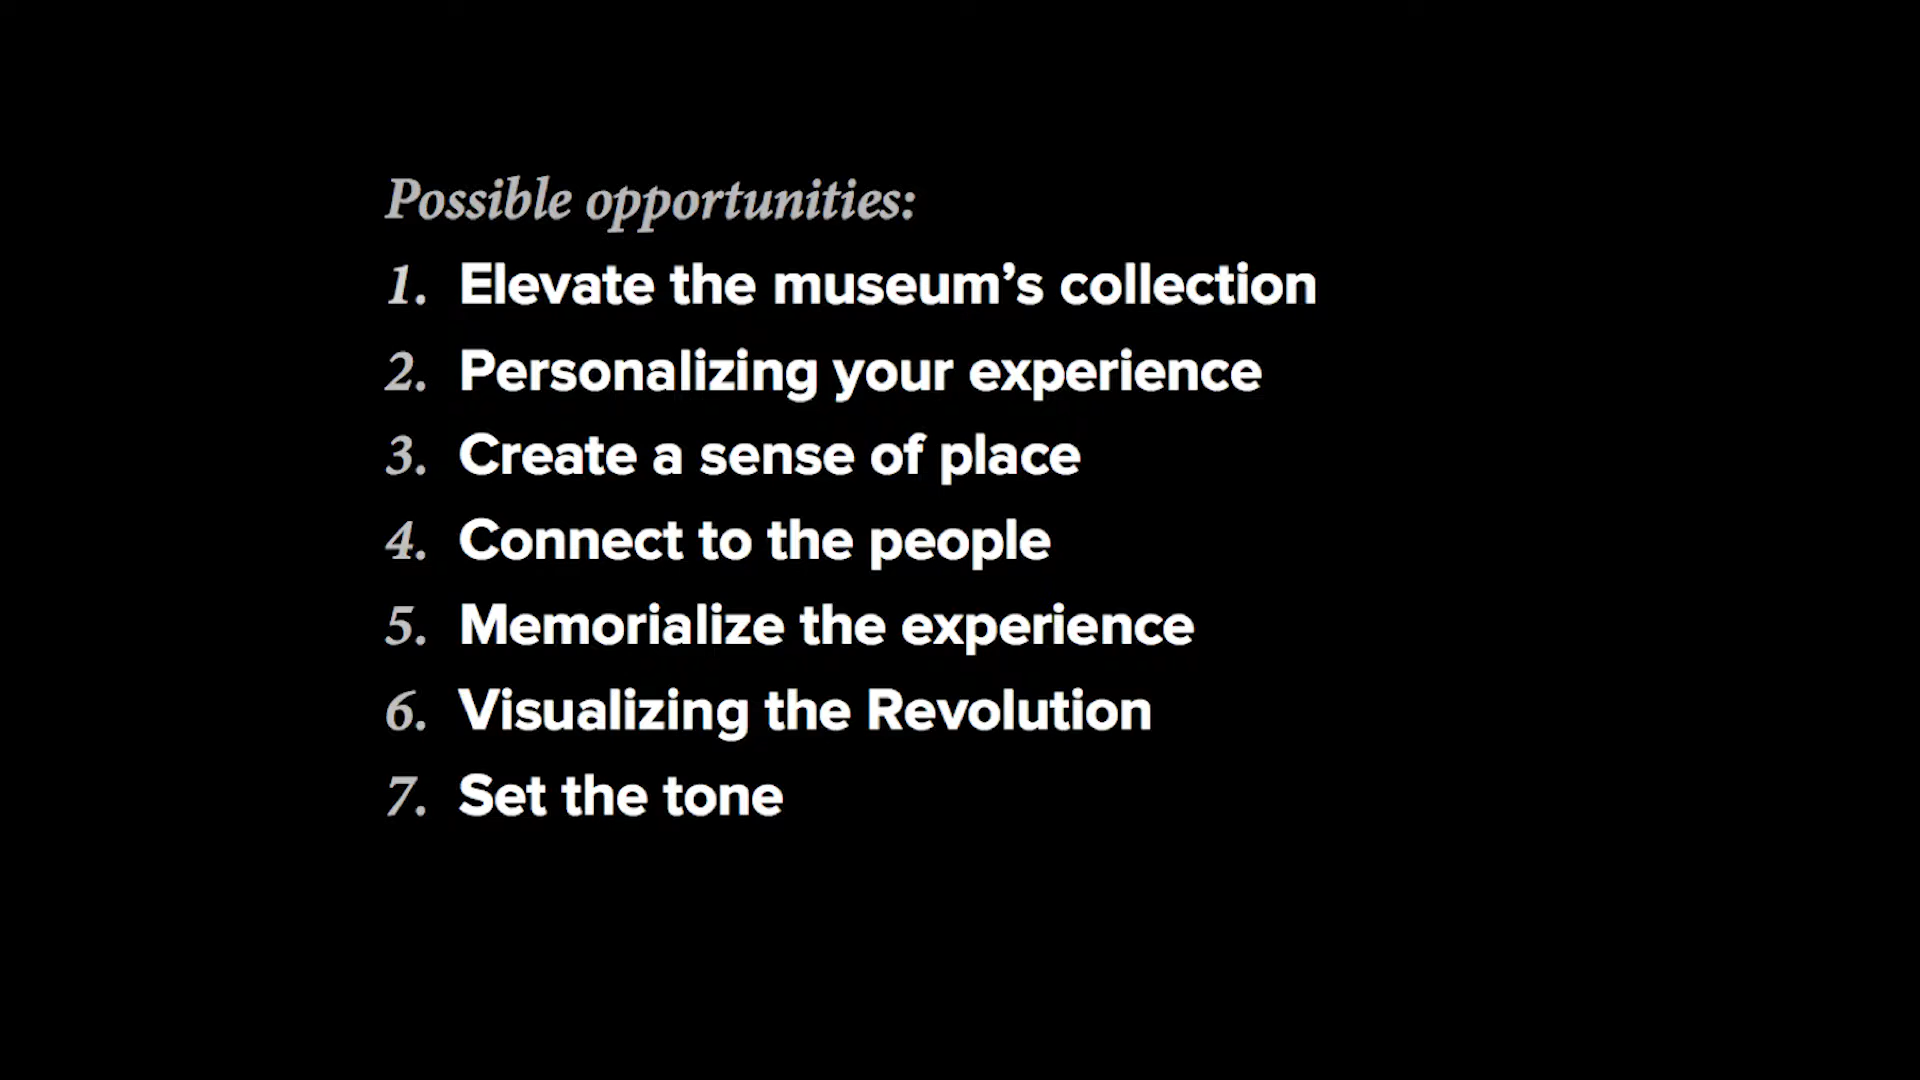 Possible opportunities:
1. Elevate the museum’s collection
2. Personalizing your experience
3. Create a sense of place
4. Connect to the people
5. Memorialize the experience
6. Visualizing the Revolution
7. Set the tone